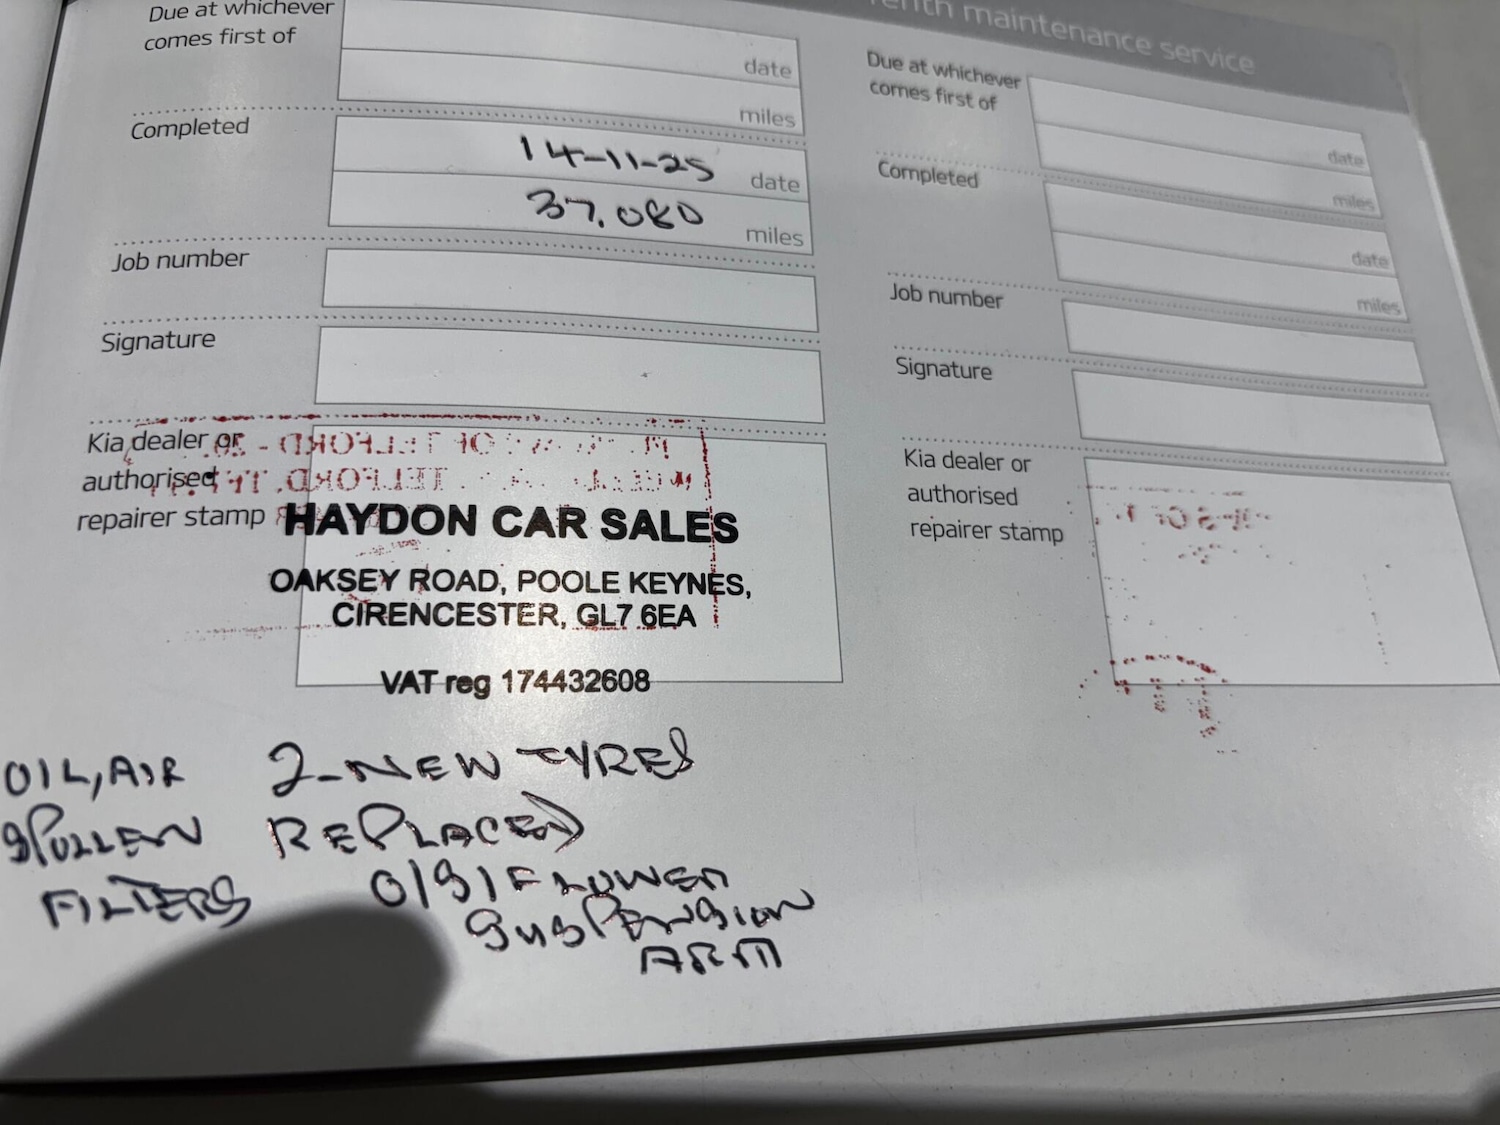 Due at whichever
comes first of
date
miles
Completed
14-11-25 date
37,080 miles
Job number
Signature
Kia dealer or
authorised
repairer stamp
HAYDON CAR SALES
OAKSEY ROAD, POOLE KEYNES,
CIRENCESTER, GL7 6EA
VAT reg 174432608
OIL, AIR
& POLLEN
FILTERS
2-NEW TYRES
REPLACED
O/S/F LOWER
SUSPENSION
ARM
maintenance service
Due at whichever
comes first of
date
miles
Completed
date
miles
Job number
Signature
Kia dealer or
authorised
repairer stamp